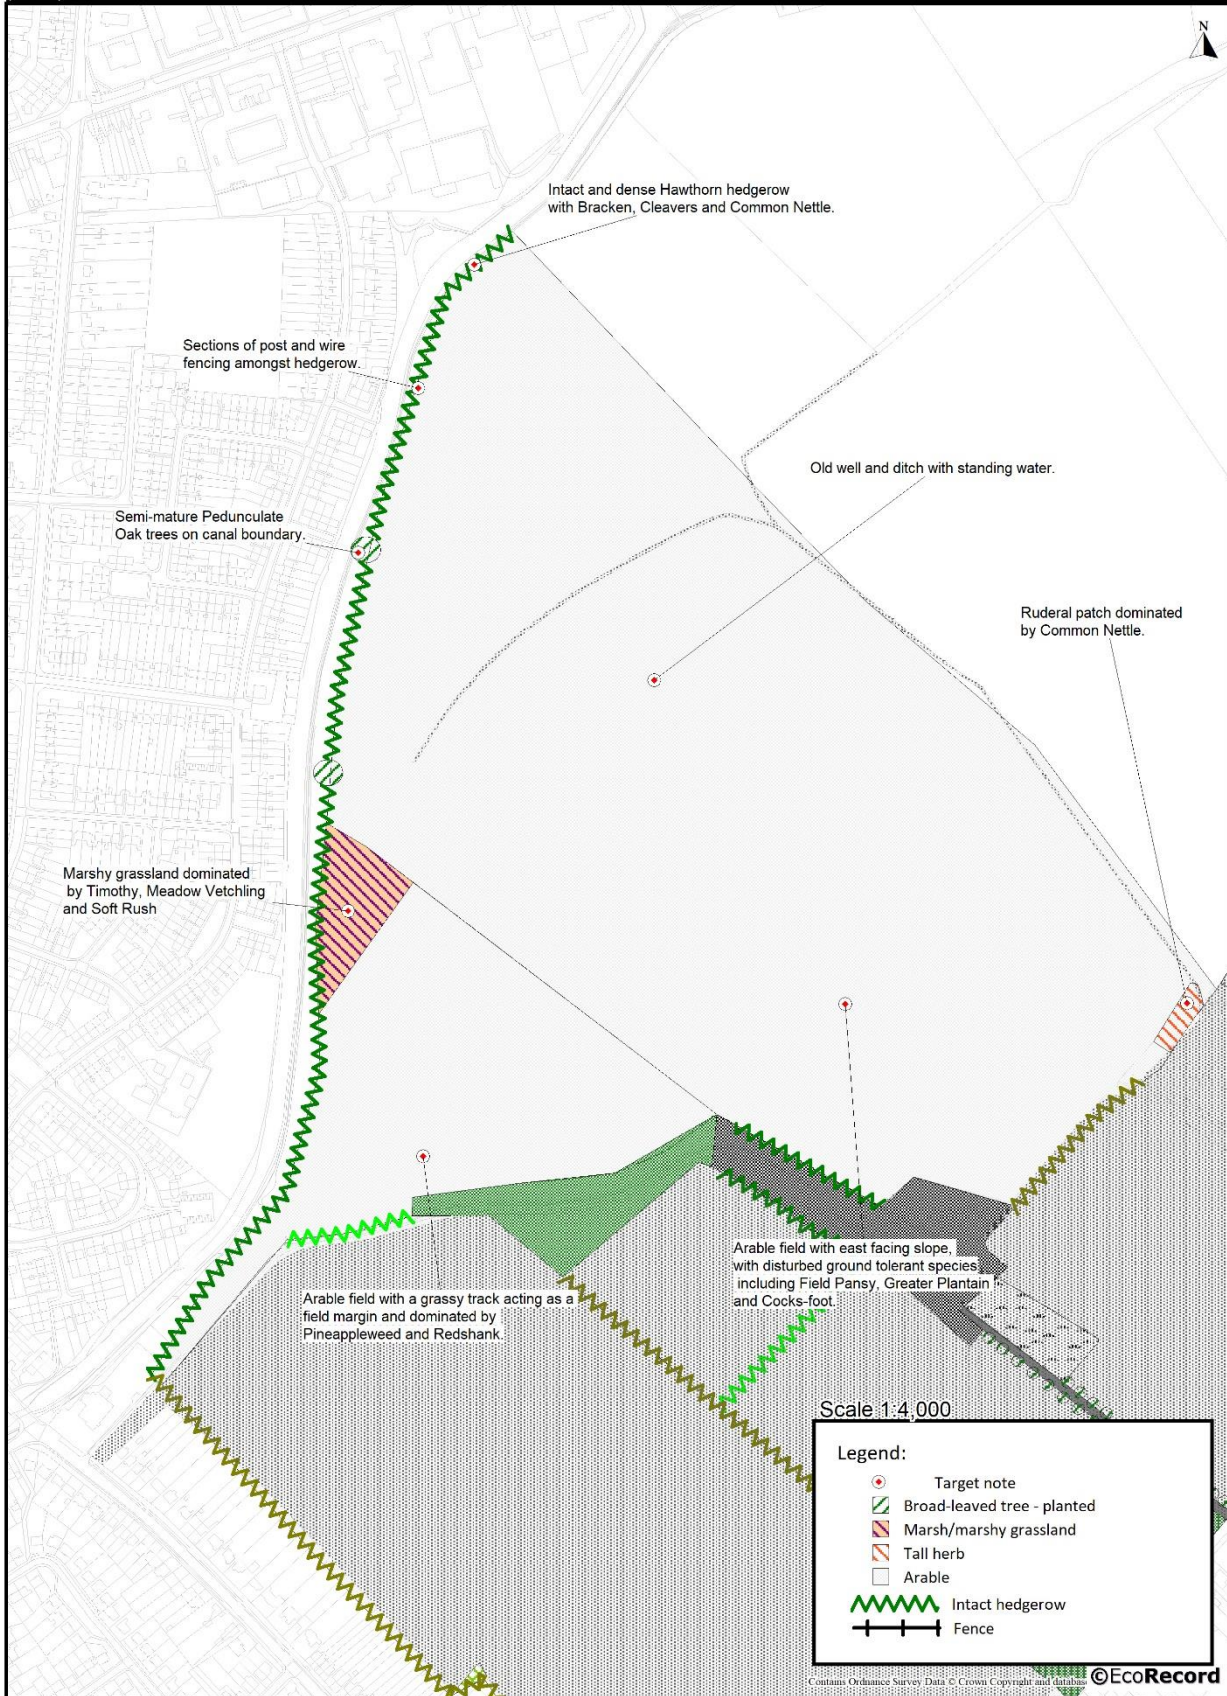 N
Intact and dense Hawthorn hedgerow
with Bracken, Cleavers and Common Nettle.
Sections of post and wire
fencing amongst hedgerow.
Old well and ditch with standing water.
Semi-mature Pedunculate
Oak trees on canal boundary.
Ruderal patch dominated
by Common Nettle.
Marshy grassland dominated
by Timothy, Meadow Vetchling
and Soft Rush
Arable field with east facing slope,
with disturbed ground tolerant species
including Field Pansy, Greater Plantain
and Cocks-foot.
Arable field with a grassy track acting as a
field margin and dominated by
Pineappleweed and Redshank.
Scale 1:4,000
Legend:
Target note
Broad-leaved tree - planted
Marsh/marshy grassland
Tall herb
Arable
Intact hedgerow
Fence
Contains Ordnance Survey Data © Crown Copyright and databas
©EcoRecord